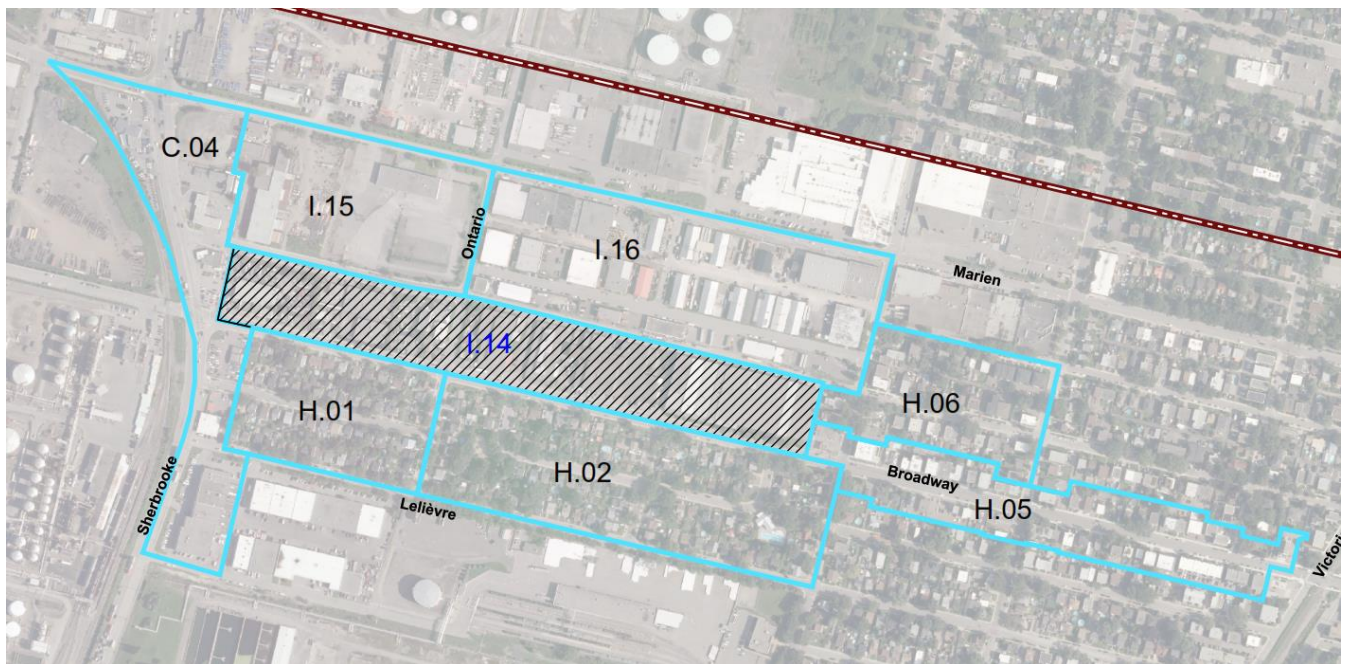 C.04
I.15
Ontario
I.16
Marien
I.14
H.01
H.06
H.02
Broadway
H.05
Sherbrooke
Lelièvre
Victori